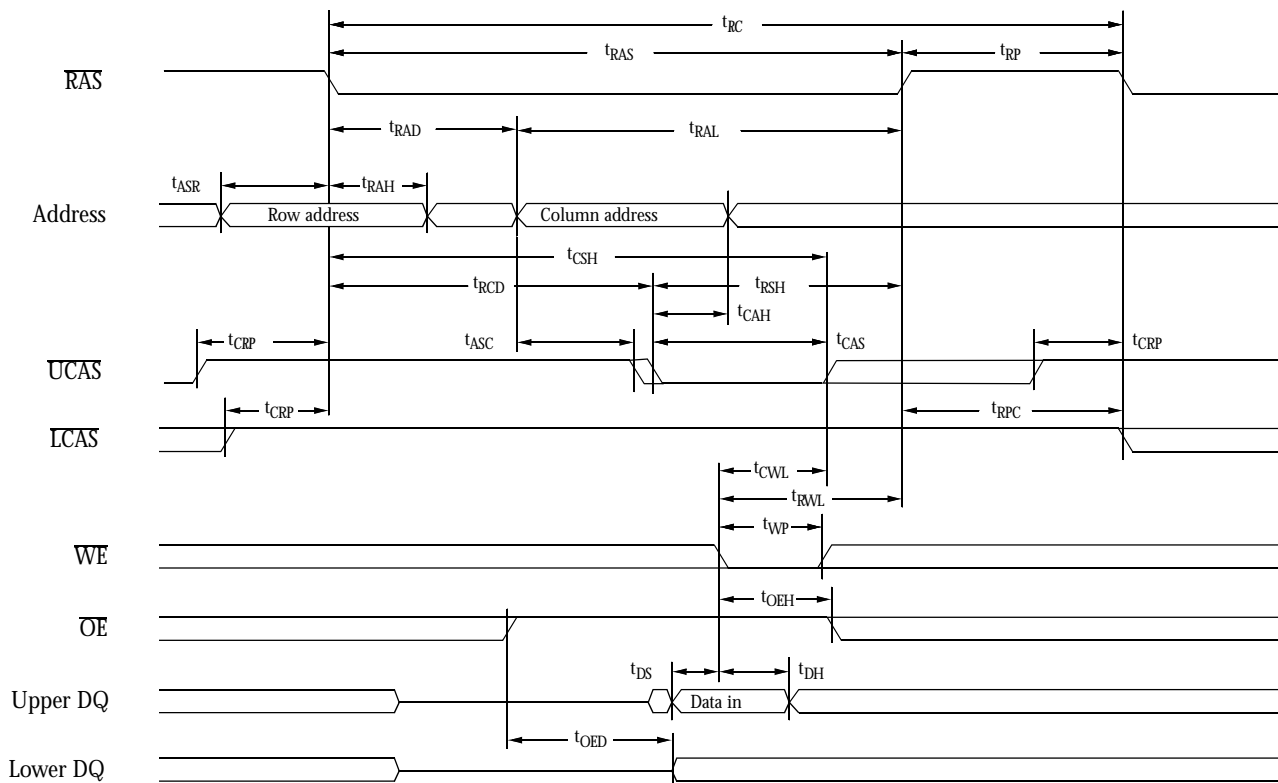 tRC
tRAS
tRP
RAS
tRAD
tRAL
tASR
tRAH
Address
Row address
Column address
tCSH
tRCD
tRSH
tCAH
tCRP
tASC
tCAS
tCRP
UCAS
tCRP
tRPC
LCAS
tCWL
tRWL
tWP
WE
tOEH
OE
tDS
tDH
Upper DQ
Data in
tOED
Lower DQ